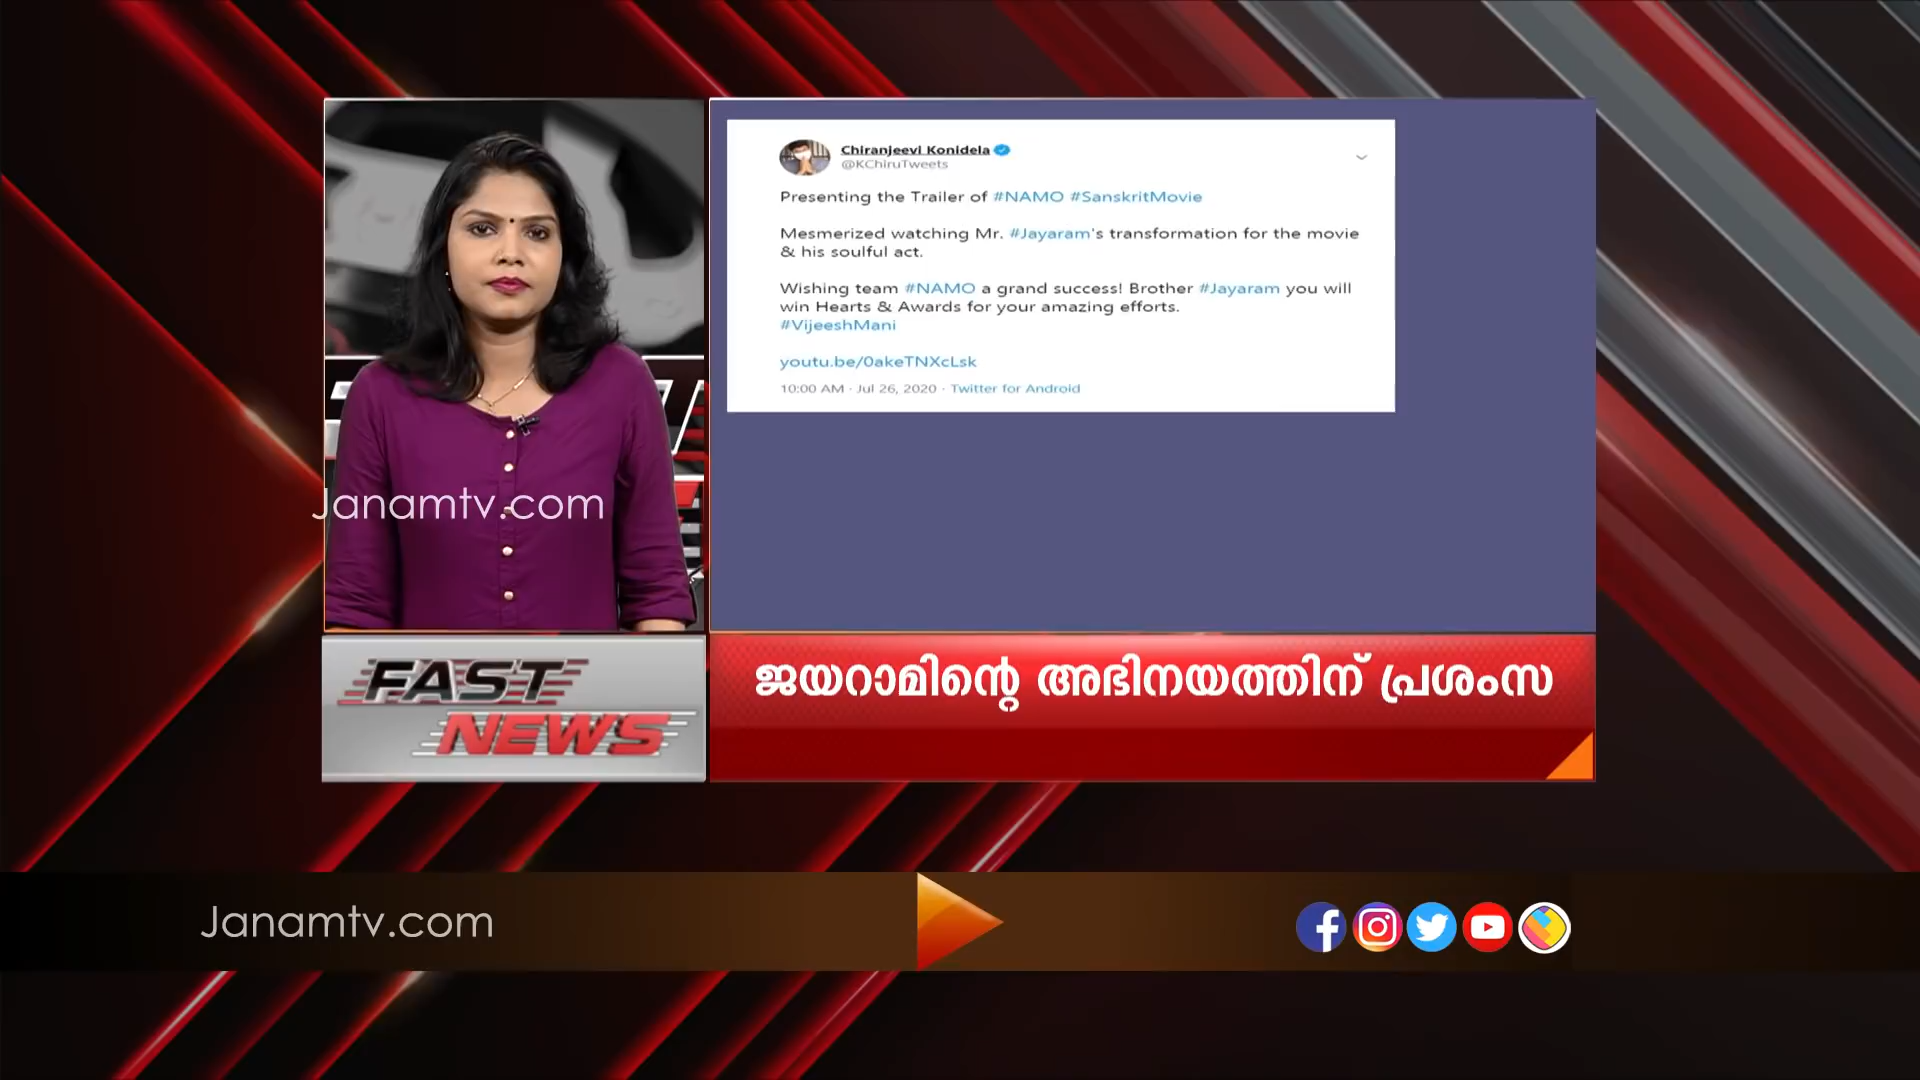 Chiranjeevi Konidela
@KChiruTweets
Presenting the Trailer of #NAMO #SanskritMovie
Mesmerized watching Mr. #Jayaram's transformation for the movie
& his soulful act.
Wishing team #NAMO a grand success! Brother #Jayaram you will
win Hearts & Awards for your amazing efforts.
#VijeeshMani
youtu.be/0akeTNXcLsk
10:00 AM · Jul 26, 2020 · Twitter for Android
Janamtv.com
FAST
NEWS
ജയറാമിന്റെ അഭിനയത്തിന് പ്രശംസ
Janamtv.com